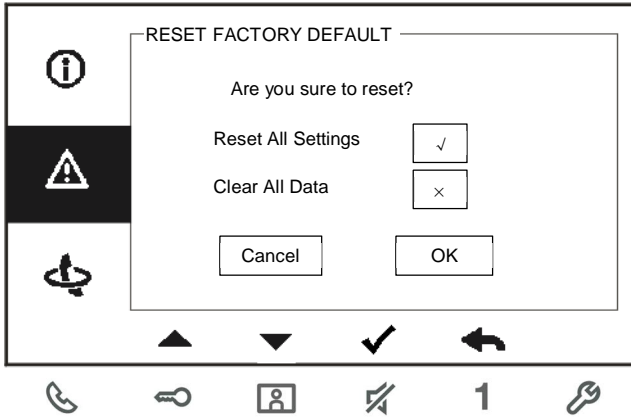 RESET FACTORY DEFAULT
Are you sure to reset?
Reset All Settings √
Clear All Data ×
Cancel OK
1